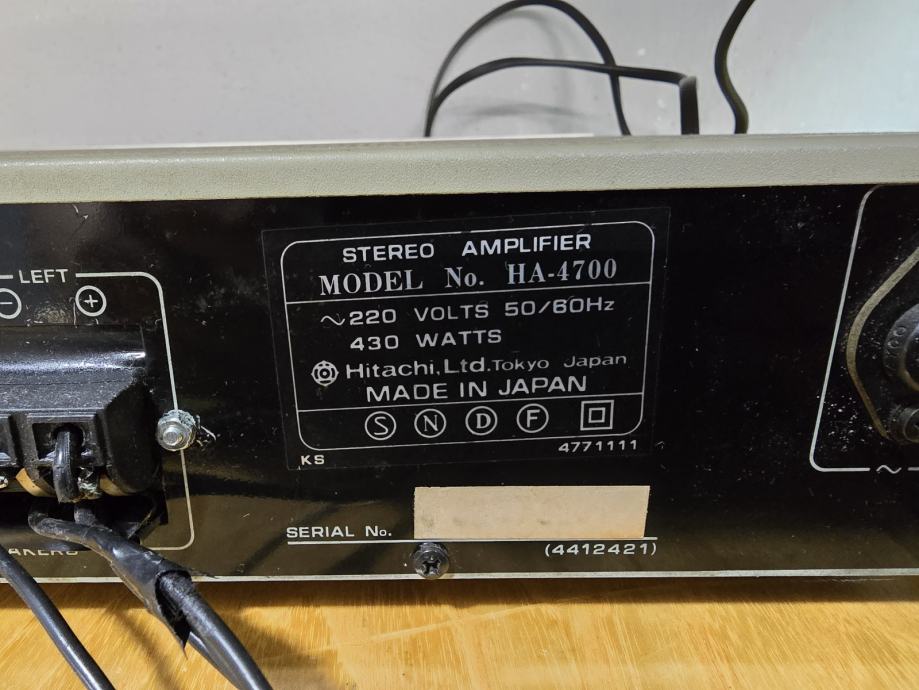 LEFT
− +
STEREO AMPLIFIER
MODEL No. HA-4700
~220 VOLTS 50/60Hz
430 WATTS
Hitachi, Ltd. Tokyo Japan
MADE IN JAPAN
S N D F
KS 4771111
SERIAL No.
(4412421)
~